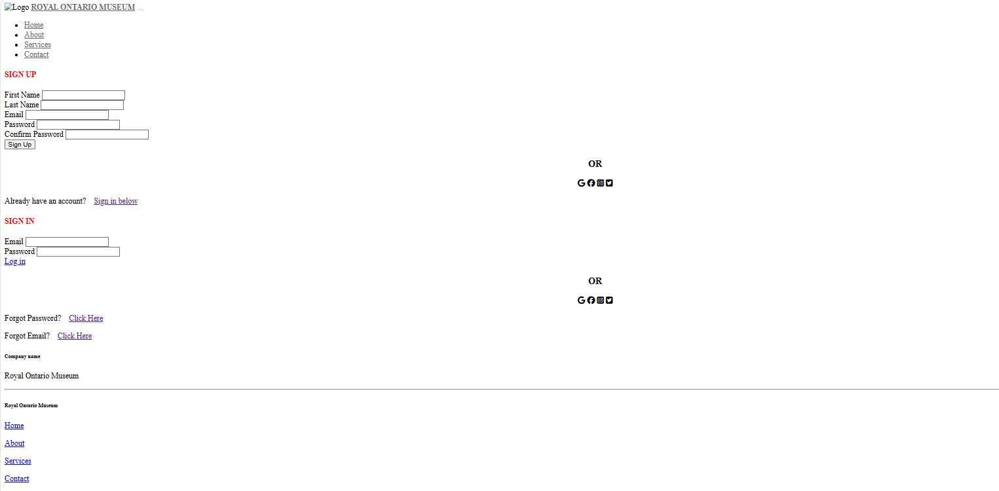 Logo ROYAL ONTARIO MUSEUM
Home
About
Services
Contact
SIGN UP
First Name
Last Name
Email
Password
Confirm Password
Sign Up
OR
Already have an account? Sign in below
SIGN IN
Email
Password
Log in
OR
Forgot Password? Click Here
Forgot Email? Click Here
Company name
Royal Ontario Museum
Royal Ontario Museum
Home
About
Services
Contact